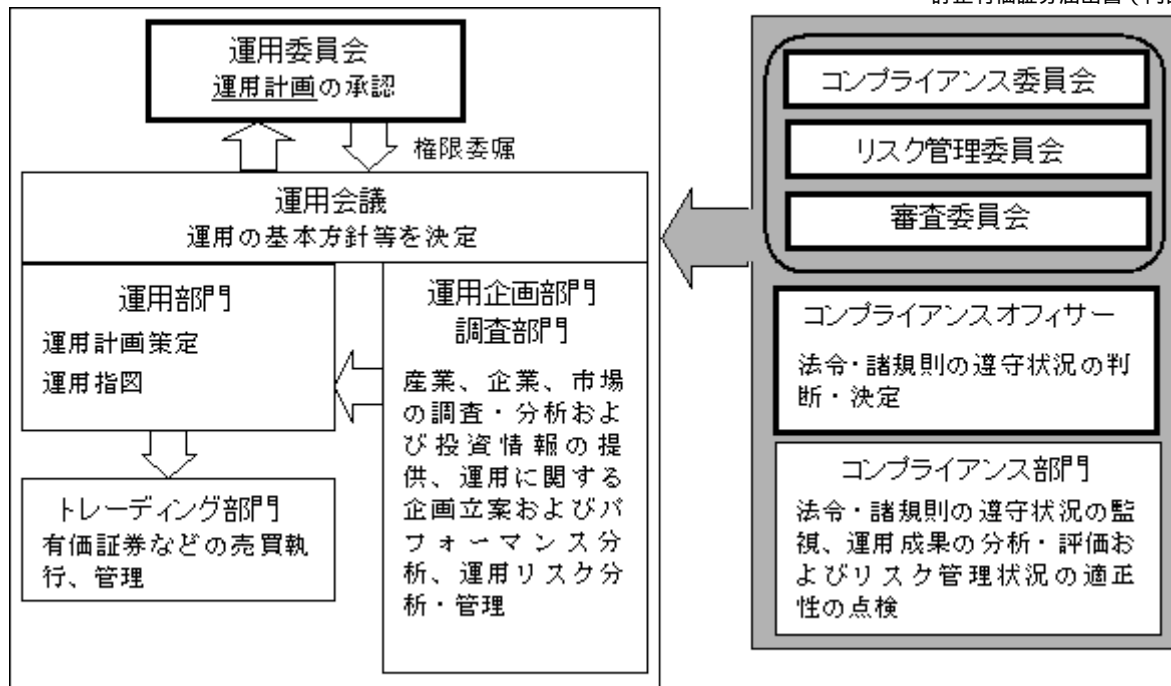 運用委員会
運用計画の承認
権限委嘱
運用会議
運用の基本方針等を決定
運用部門
運用計画策定
運用指図
運用企画部門
調査部門
産業、企業、市場
の調査・分析およ
び投資情報の提
供、運用に関する
企画立案およびパ
フォーマンス分
析、運用リスク分
析・管理
トレーディング部門
有価証券などの売買執
行、管理
コンプライアンス委員会
リスク管理委員会
審査委員会
コンプライアンスオフィサー
法令・諸規則の遵守状況の判
断・決定
コンプライアンス部門
法令・諸規則の遵守状況の監
視、運用成果の分析・評価お
よびリスク管理状況の適正
性の点検